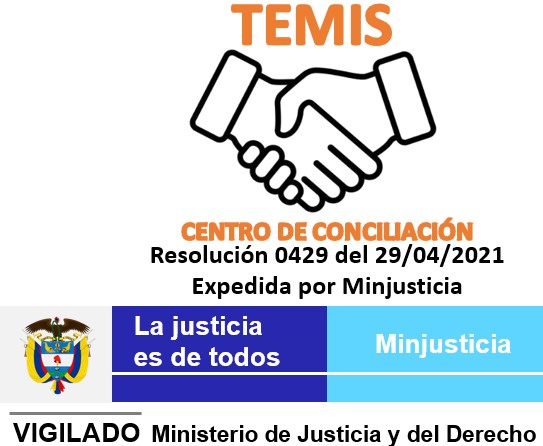 TEMIS
CENTRO DE CONCILIACIÓN
Resolución 0429 del 29/04/2021
Expedida por Minjusticia
La justicia
es de todos
Minjusticia
VIGILADO Ministerio de Justicia y del Derecho